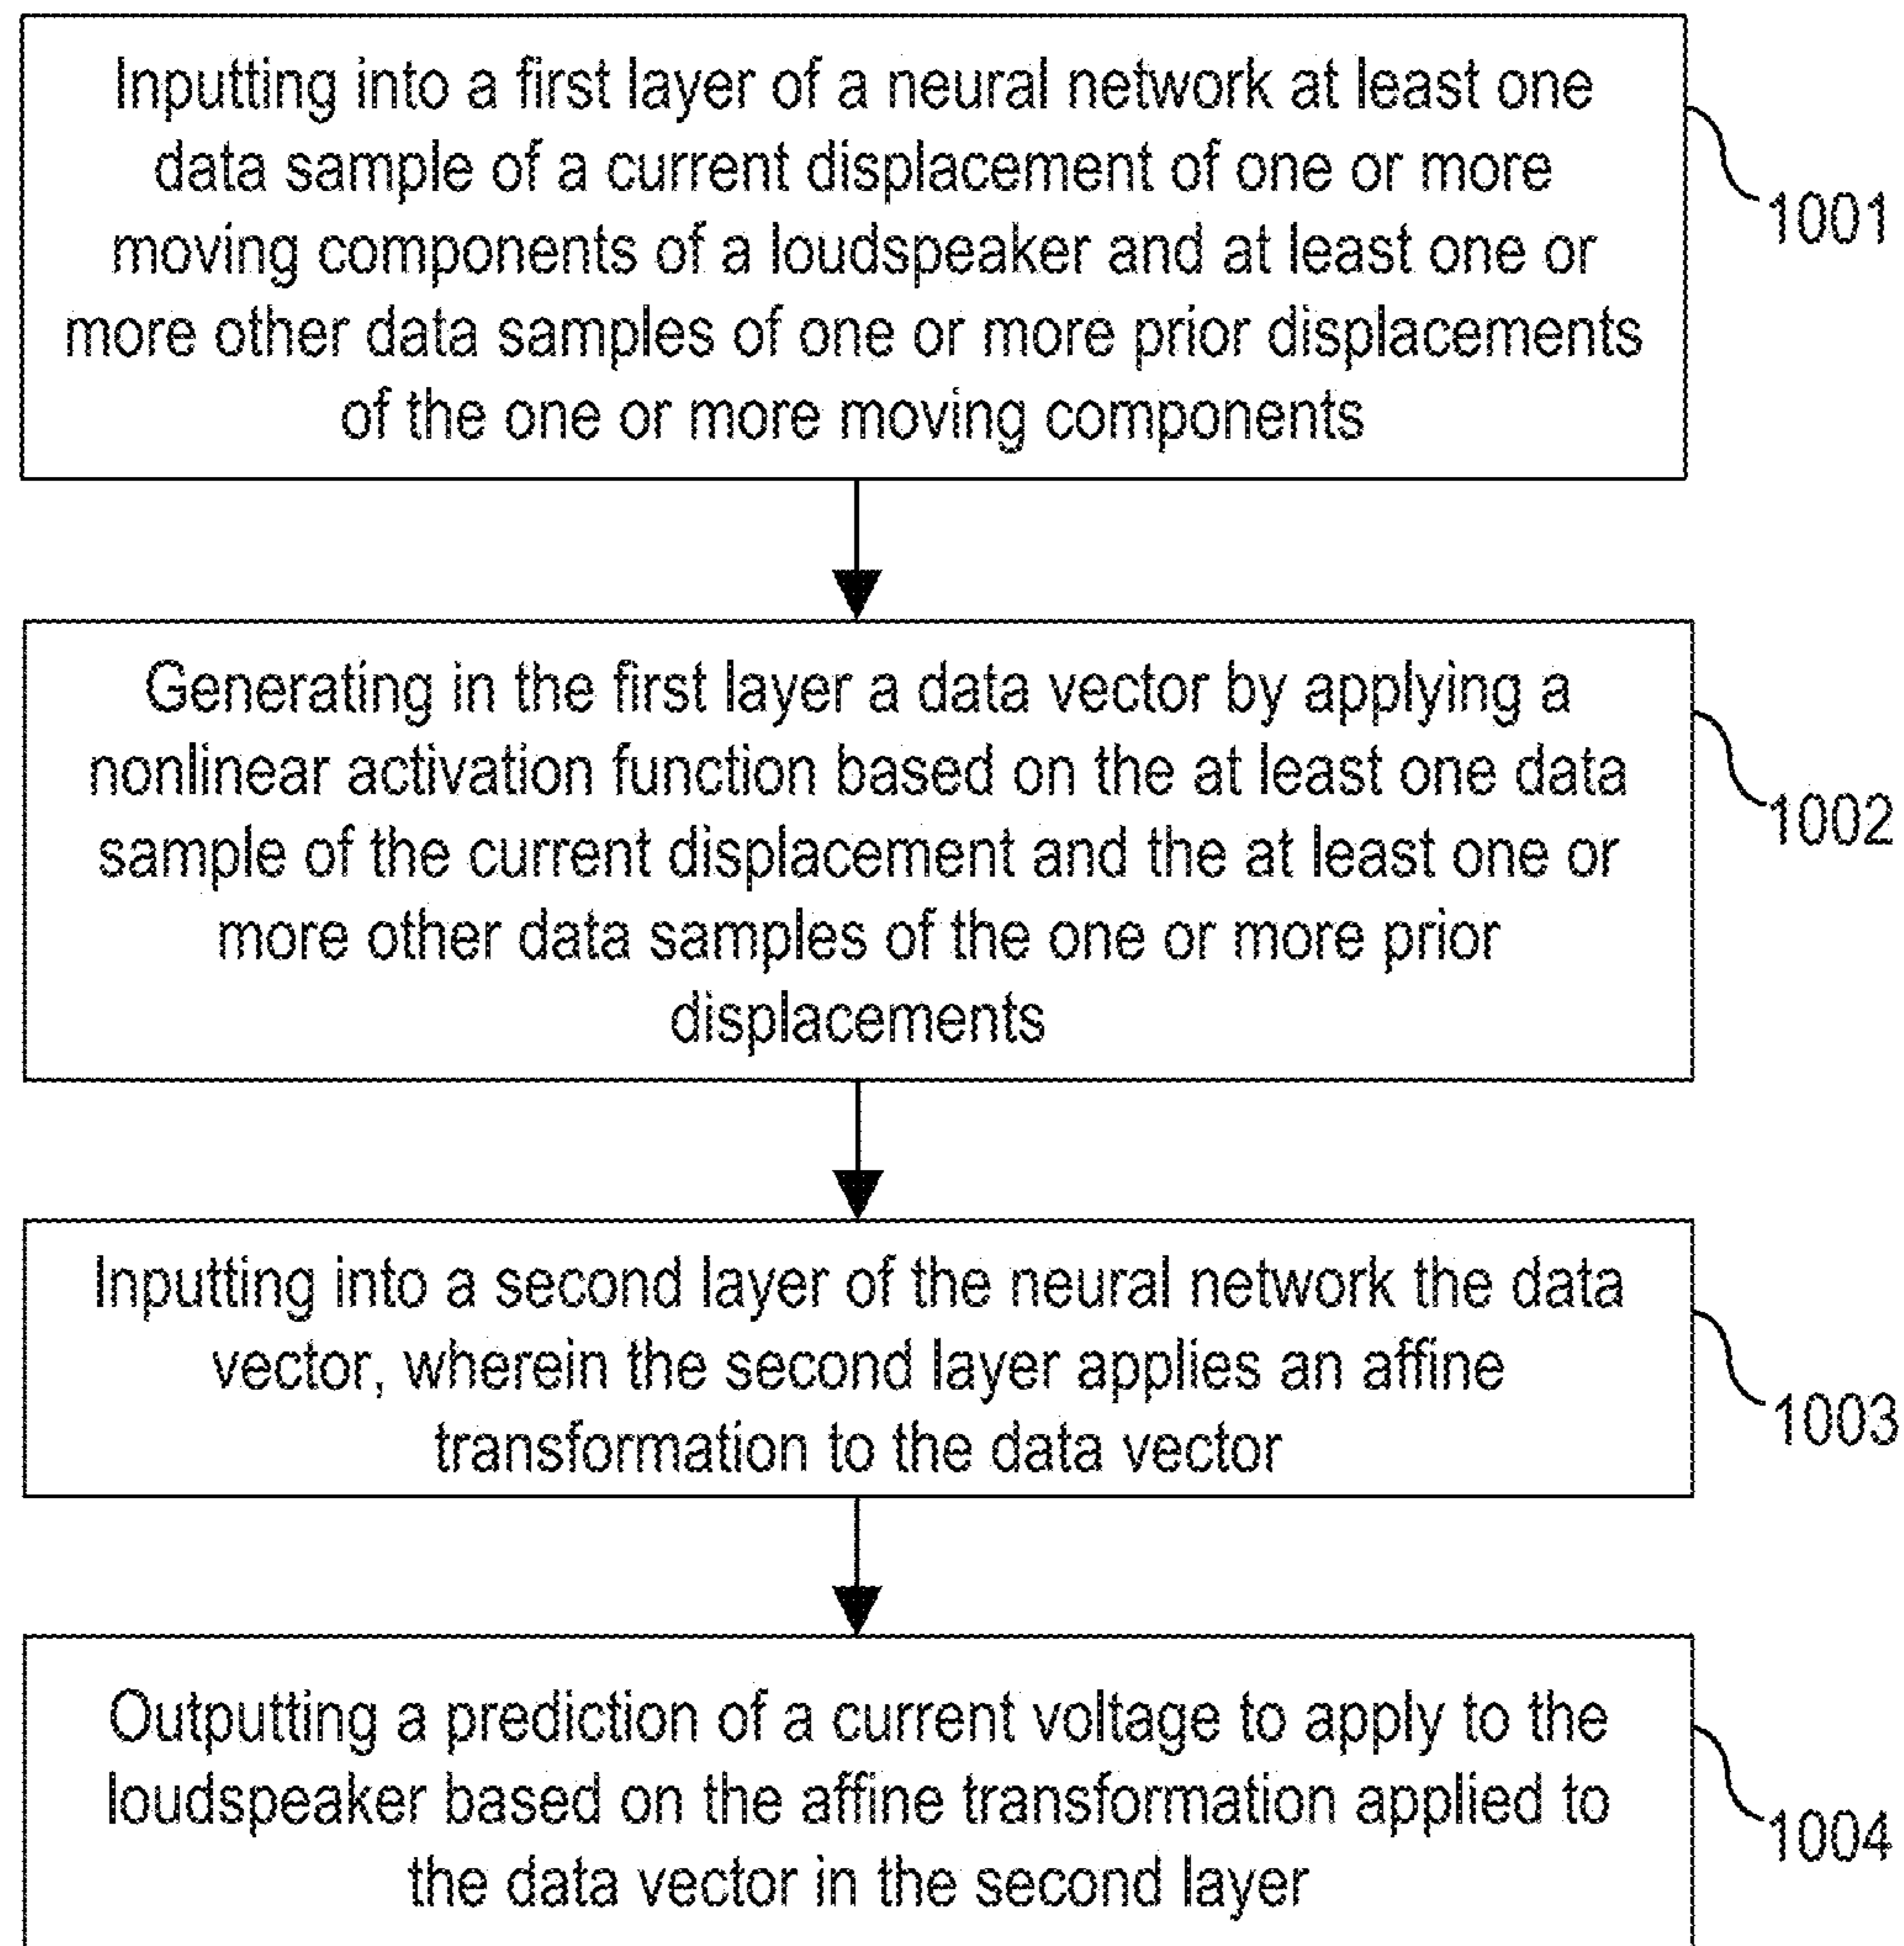 Inputting into a first layer of a neural network at least one
data sample of a current displacement of one or more
moving components of a loudspeaker and at least one or
more other data samples of one or more prior displacements
of the one or more moving components
1001
Generating in the first layer a data vector by applying a
nonlinear activation function based on the at least one data
sample of the current displacement and the at least one or
more other data samples of the one or more prior
displacements
1002
Inputting into a second layer of the neural network the data
vector, wherein the second layer applies an affine
transformation to the data vector
1003
Outputting a prediction of a current voltage to apply to the
loudspeaker based on the affine transformation applied to
the data vector in the second layer
1004